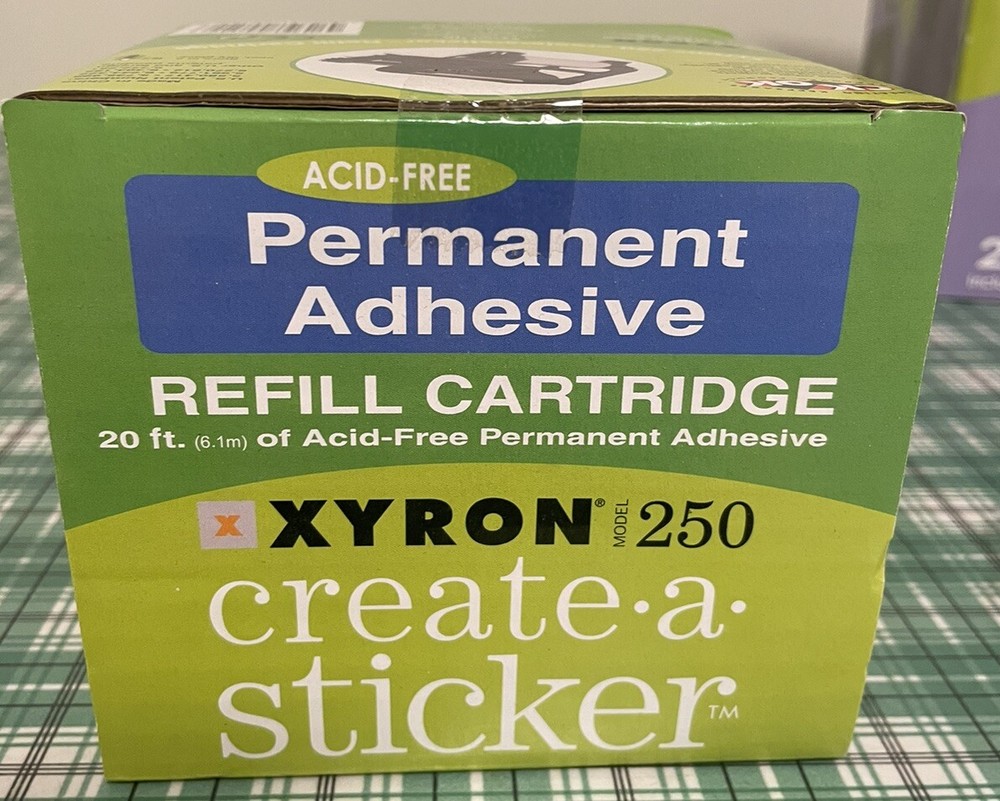 ACID-FREE
Permanent
Adhesive
REFILL CARTRIDGE
20 ft. (6.1m) of Acid-Free Permanent Adhesive
X XYRON® MODEL 250
create·a·
sticker™
2